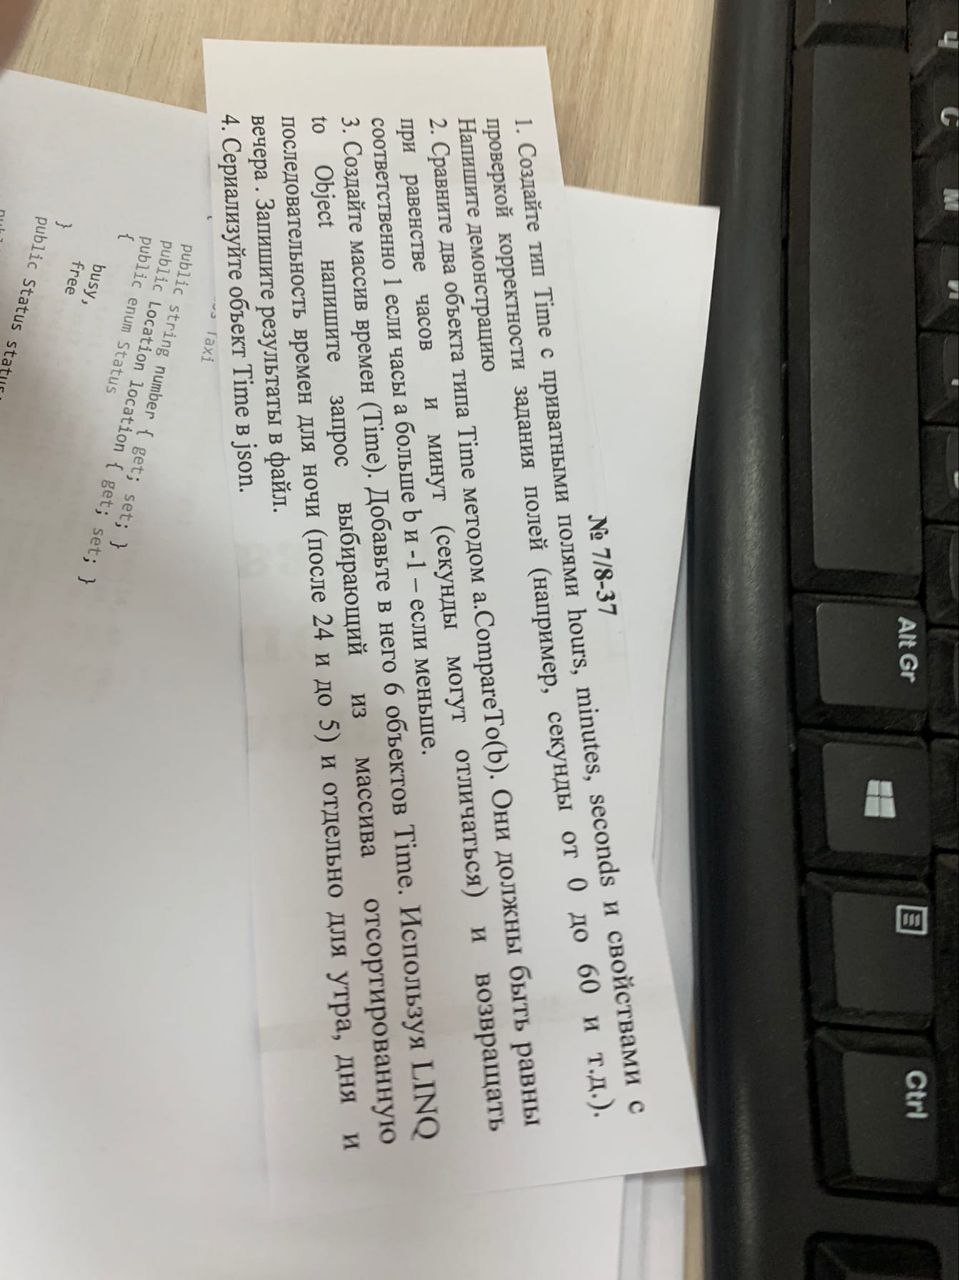 Ч С М И
Alt Gr
Ctrl
№ 7/8-37
1. Создайте тип Time с приватными полями hours, minutes, seconds и свойствами с
проверкой корректности задания полей (например, секунды от 0 до 60 и т.д.).
Напишите демонстрацию
2. Сравните два объекта типа Time методом a.CompareTo(b). Они должны быть равны
при равенстве часов и минут (секунды могут отличаться) и возвращать
соответственно 1 если часы a больше b и -1 – если меньше.
3. Создайте массив времен (Time). Добавьте в него 6 объектов Time. Используя LINQ
to Object напишите запрос выбирающий из массива отсортированную
последовательность времен для ночи (после 24 и до 5) и отдельно для утра, дня и
вечера . Запишите результаты в файл.
4. Сериализуйте объект Time в json.
{ Taxi
public string number { get; set; }
public Location location { get; set; }
public enum Status
{
busy,
free
}
public Status status